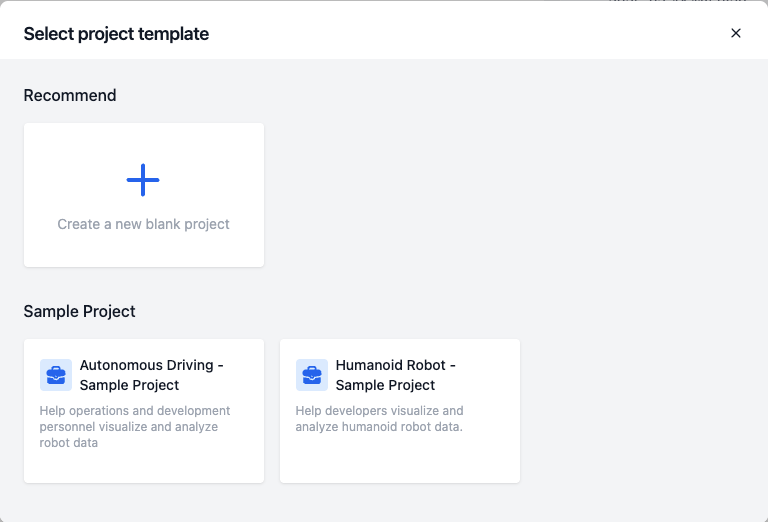 Select project template
Recommend
Create a new blank project
Sample Project
Autonomous Driving -
Sample Project
Help operations and development
personnel visualize and analyze
robot data
Humanoid Robot -
Sample Project
Help developers visualize and
analyze humanoid robot data.